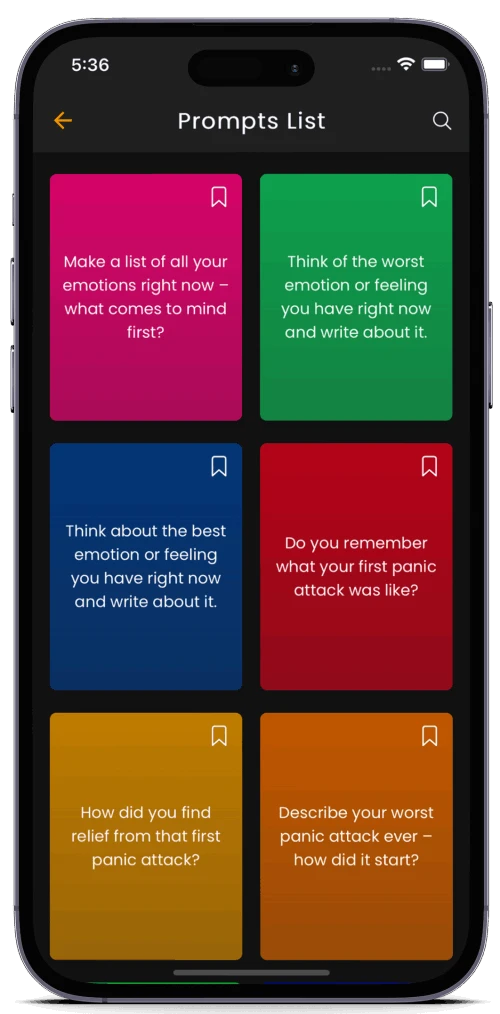 5:36
Prompts List
Make a list of all your
emotions right now –
what comes to mind
first?
Think of the worst
emotion or feeling
you have right now
and write about it.
Think about the best
emotion or feeling
you have right now
and write about it.
Do you remember
what your first panic
attack was like?
How did you find
relief from that first
panic attack?
Describe your worst
panic attack ever –
how did it start?